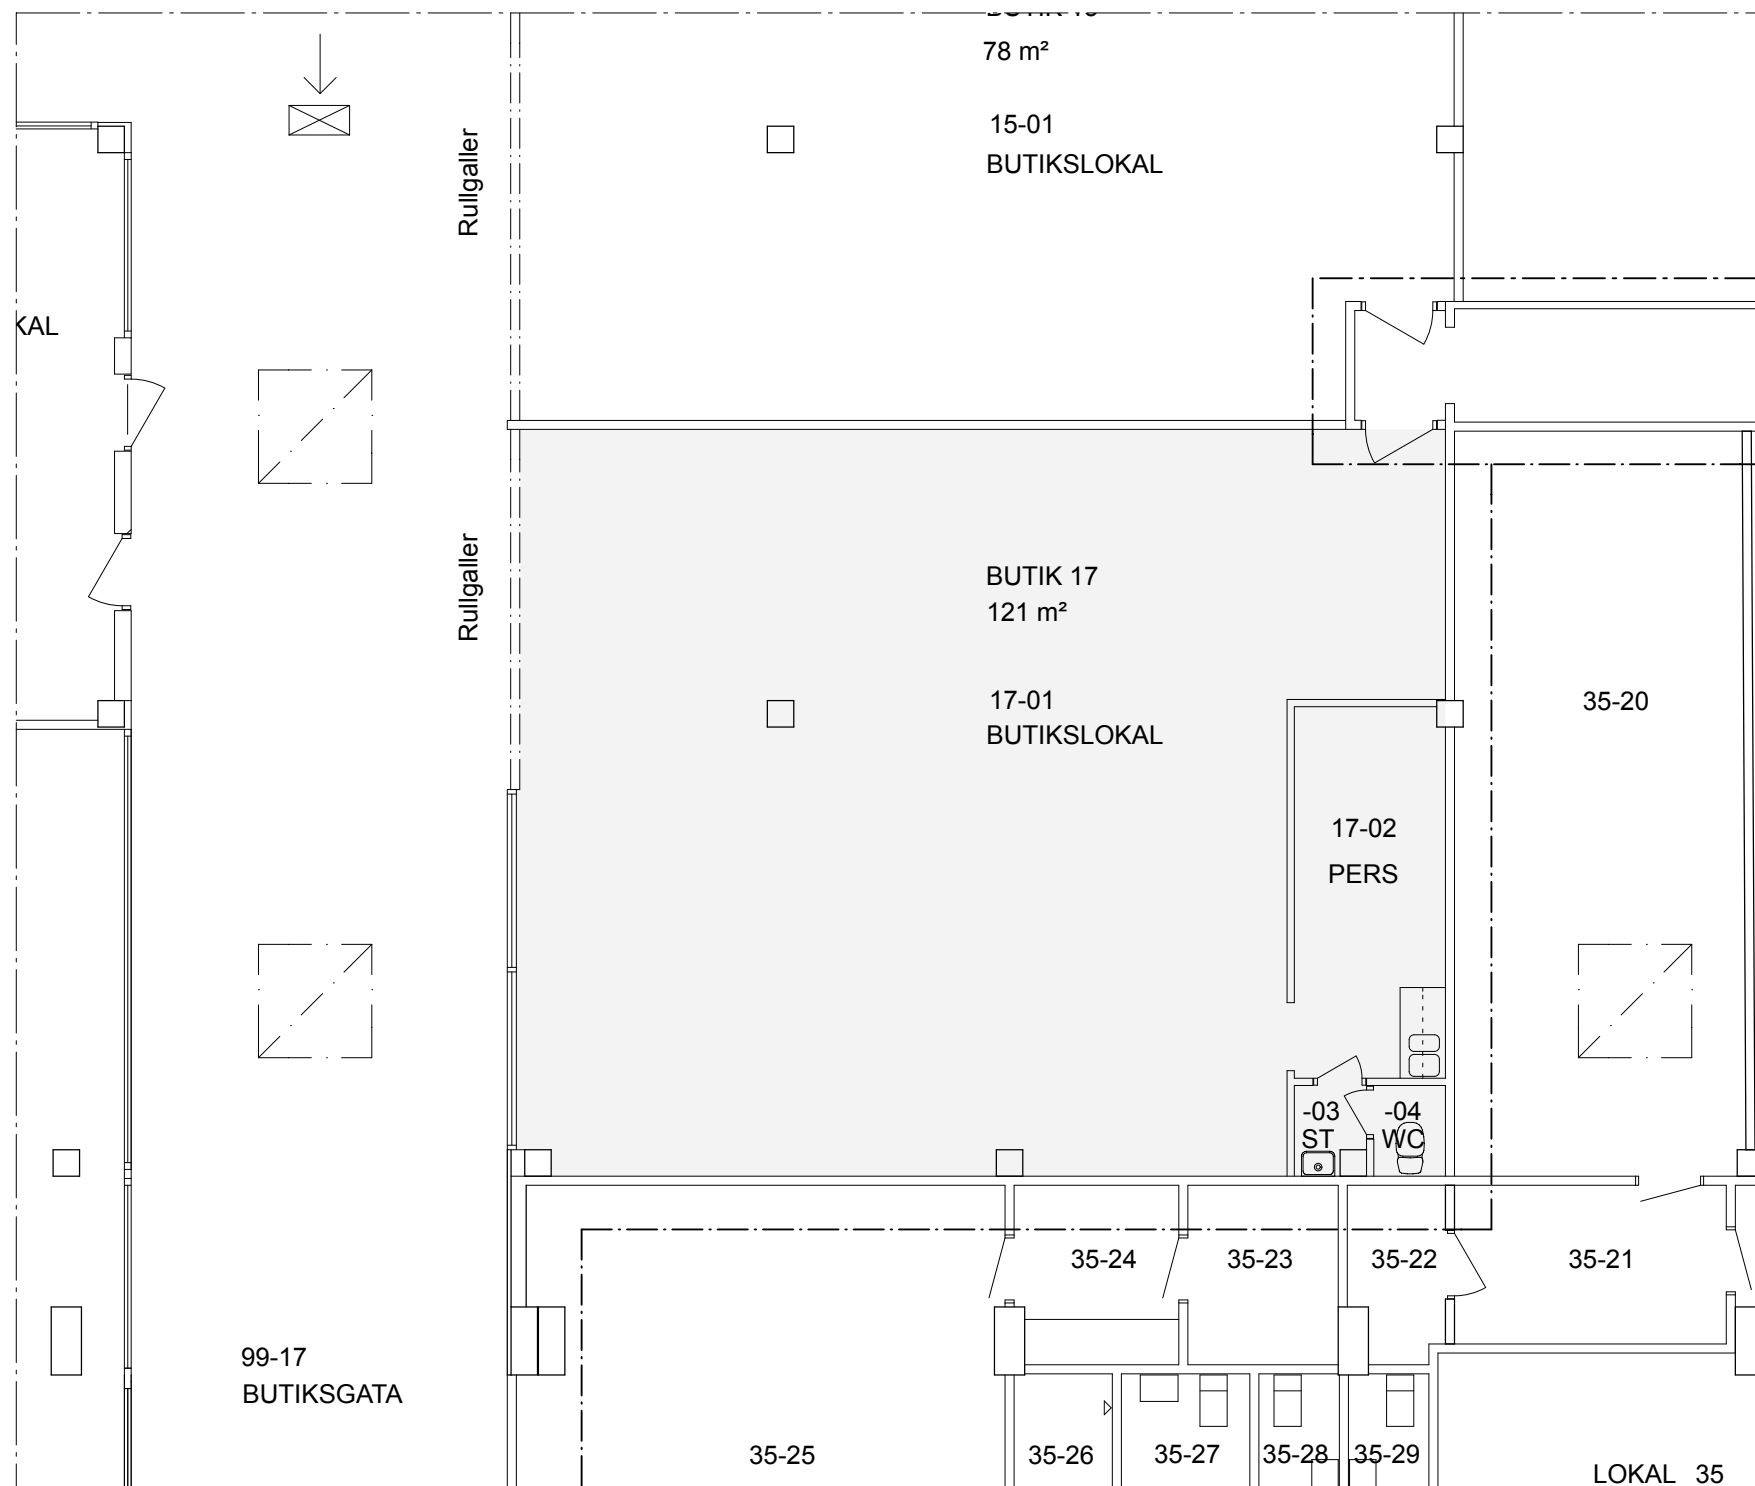 78 m²
15-01
BUTIKSLOKAL
Rullgaller
KAL
BUTIK 17
121 m²
Rullgaller
17-01
BUTIKSLOKAL
35-20
17-02
PERS
-03
ST
-04
WC
35-24
35-23
35-22
35-21
99-17
BUTIKSGATA
35-25
35-26
35-27
35-28
35-29
LOKAL 35